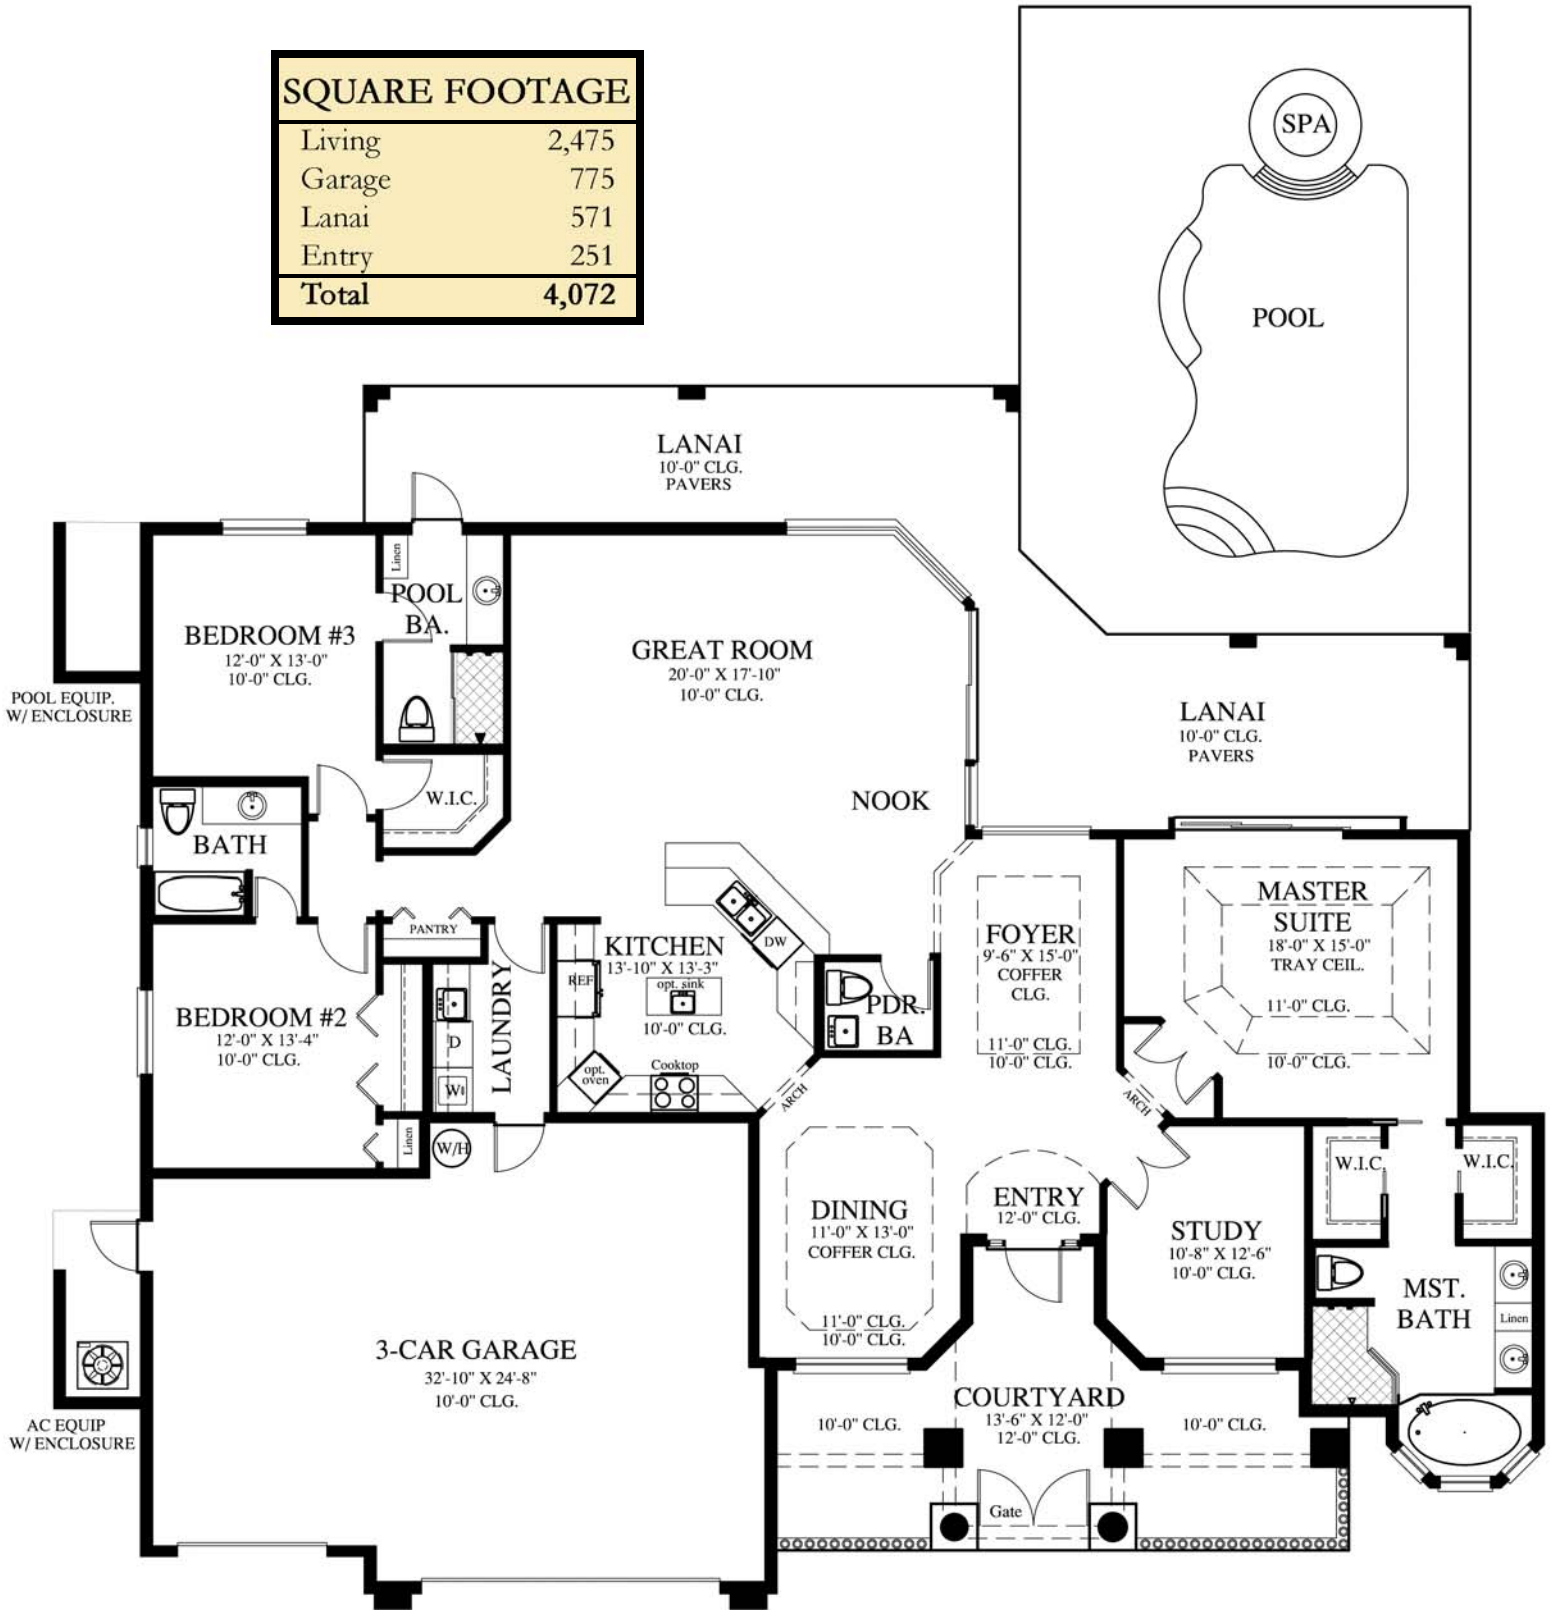 SQUARE FOOTAGE
Living 2,475
Garage 775
Lanai 571
Entry 251
Total 4,072
SPA
POOL
LANAI
10'-0" CLG.
PAVERS
Linen
POOL
BA.
BEDROOM #3
12'-0" X 13'-0"
10'-0" CLG.
GREAT ROOM
20'-0" X 17'-10"
10'-0" CLG.
POOL EQUIP.
W/ ENCLOSURE
LANAI
10'-0" CLG.
PAVERS
W.I.C.
NOOK
BATH
PANTRY
KITCHEN
13'-10" X 13'-3"
opt. sink
10'-0" CLG.
DW
REF
opt.
oven
Cooktop
LAUNDRY
D
W
PDR.
BA
FOYER
9'-6" X 15'-0"
COFFER
CLG.
11'-0" CLG.
10'-0" CLG.
MASTER
SUITE
18'-0" X 15'-0"
TRAY CEIL.
11'-0" CLG.
10'-0" CLG.
BEDROOM #2
12'-0" X 13'-4"
10'-0" CLG.
ARCH
ARCH
Linen
W/H
W.I.C.
W.I.C.
DINING
11'-0" X 13'-0"
COFFER CLG.
11'-0" CLG.
10'-0" CLG.
ENTRY
12'-0" CLG.
STUDY
10'-8" X 12'-6"
10'-0" CLG.
MST.
BATH
Linen
3-CAR GARAGE
32'-10" X 24'-8"
10'-0" CLG.
AC EQUIP
W/ ENCLOSURE
10'-0" CLG.
COURTYARD
13'-6" X 12'-0"
12'-0" CLG.
10'-0" CLG.
Gate